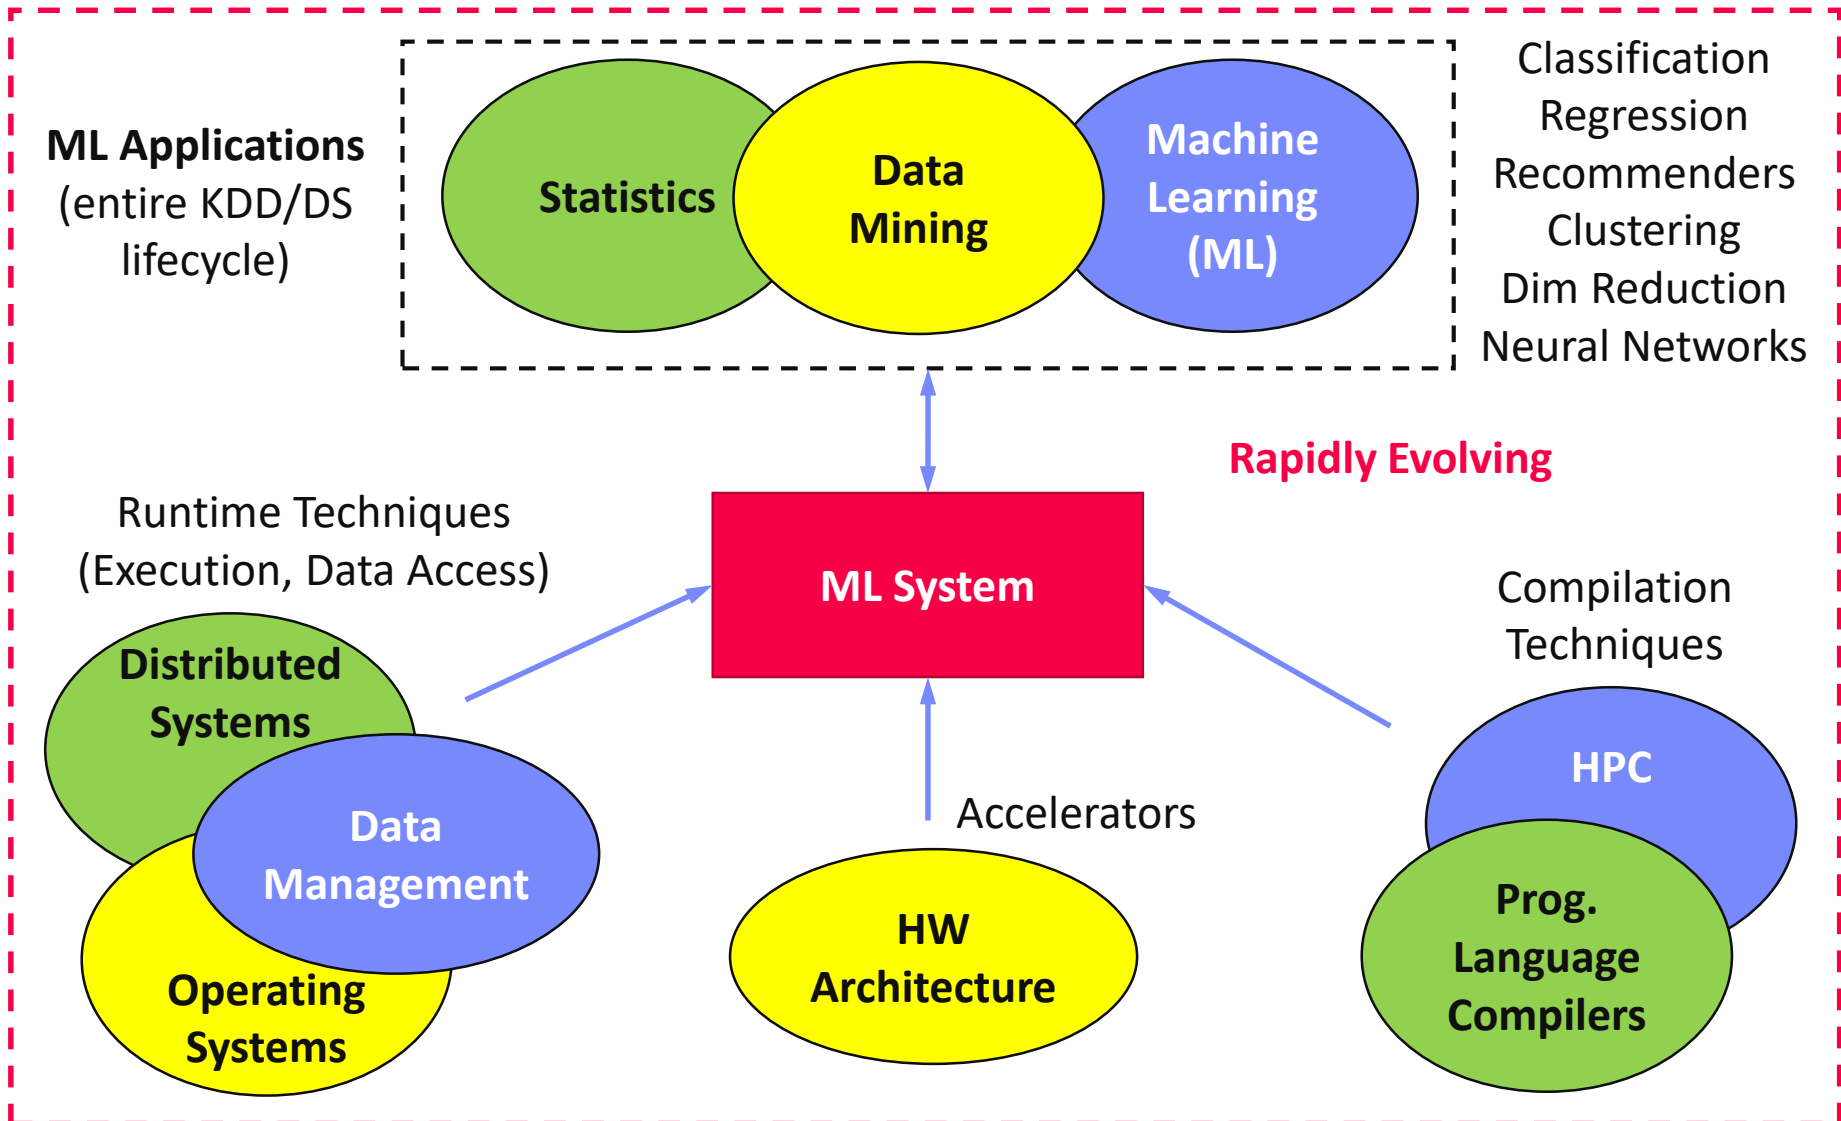 ML Applications
(entire KDD/DS
lifecycle)
Statistics
Data
Mining
Machine
Learning
(ML)
Classification
Regression
Recommenders
Clustering
Dim Reduction
Neural Networks
Rapidly Evolving
ML System
Runtime Techniques
(Execution, Data Access)
Distributed
Systems
Data
Management
Operating
Systems
Accelerators
HW
Architecture
Compilation
Techniques
HPC
Prog.
Language
Compilers